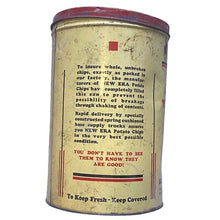 To insure whole, unbroken
chips, exactly as packed in
our factory, the manufac-
turers of NEW ERA Potato
Chips have completely filled
this can to prevent the
possibility of breakage
through shaking of content.
Rapid delivery by specially
constructed spring cushioned
base supply trucks assures
you NEW ERA Potato Chips
in the very best possible
condition.
YOU DON'T HAVE TO SEE
THEM TO KNOW THEY
ARE GOOD!
To Keep Fresh - Keep Covered